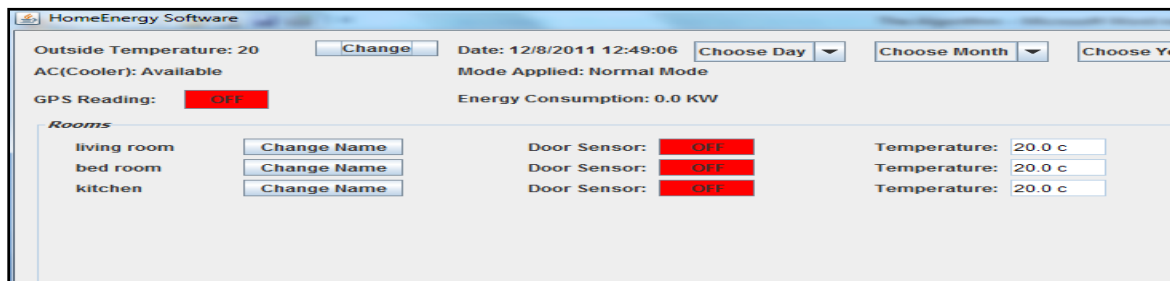 HomeEnergy Software
Outside Temperature: 20 Change Date: 12/8/2011 12:49:06 Choose Day Choose Month Choose Ye
AC(Cooler): Available Mode Applied: Normal Mode
GPS Reading: OFF Energy Consumption: 0.0 KW
Rooms
living room Change Name Door Sensor: OFF Temperature: 20.0 c
bed room Change Name Door Sensor: OFF Temperature: 20.0 c
kitchen Change Name Door Sensor: OFF Temperature: 20.0 c